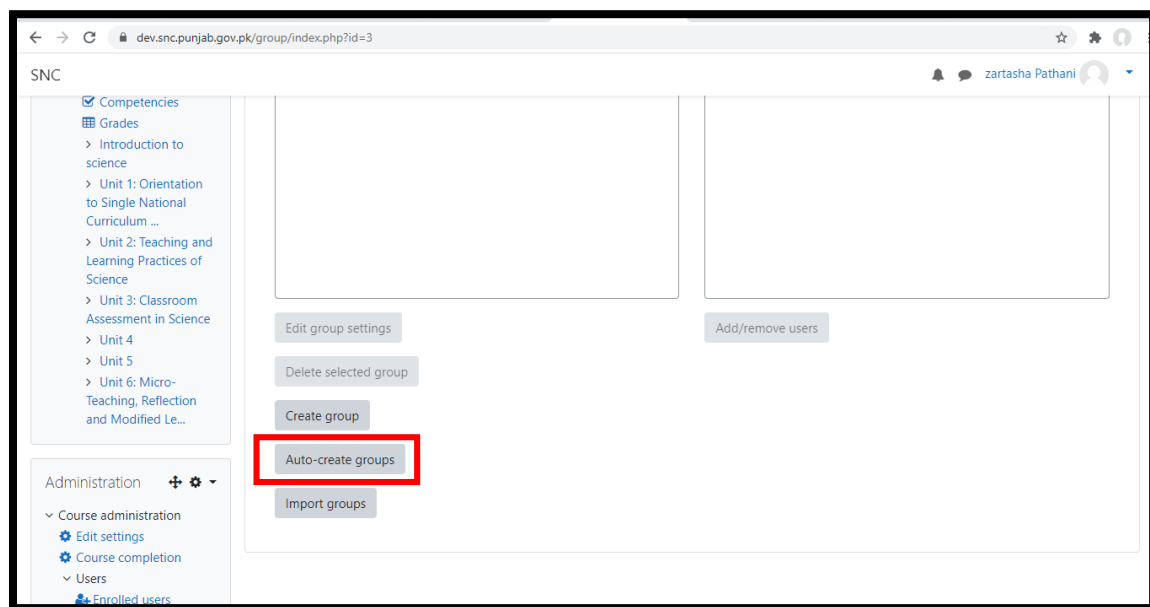 dev.snc.punjab.gov.pk/group/index.php?id=3
SNC
zartasha Pathani
Competencies
Grades
> Introduction to
science
> Unit 1: Orientation
to Single National
Curriculum ...
> Unit 2: Teaching and
Learning Practices of
Science
> Unit 3: Classroom
Assessment in Science
> Unit 4
> Unit 5
> Unit 6: Micro-
Teaching, Reflection
and Modified Le...
Edit group settings
Add/remove users
Delete selected group
Create group
Auto-create groups
Import groups
Administration
Course administration
Edit settings
Course completion
Users
Enrolled users